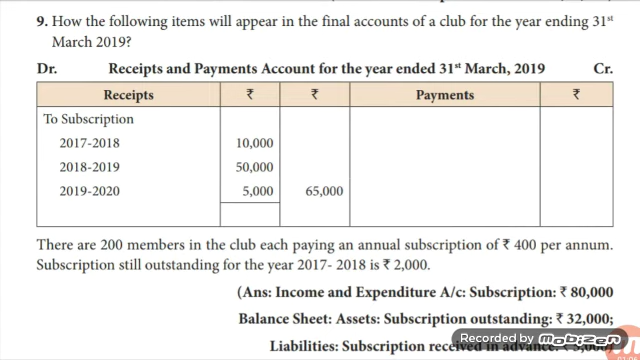 9. How the following items will appear in the final accounts of a club for the year ending 31st
March 2019?
Dr. Receipts and Payments Account for the year ended 31st March, 2019 Cr.
Receipts ₹ ₹ Payments ₹
To Subscription
2017-2018 10,000
2018-2019 50,000
2019-2020 5,000 65,000
There are 200 members in the club each paying an annual subscription of ₹ 400 per annum.
Subscription still outstanding for the year 2017- 2018 is ₹ 2,000.
(Ans: Income and Expenditure A/c: Subscription: ₹ 80,000
Balance Sheet: Assets: Subscription outstanding: ₹ 32,000;
Recorded by mobizen
Liabilities: Subscription received in advance: ₹